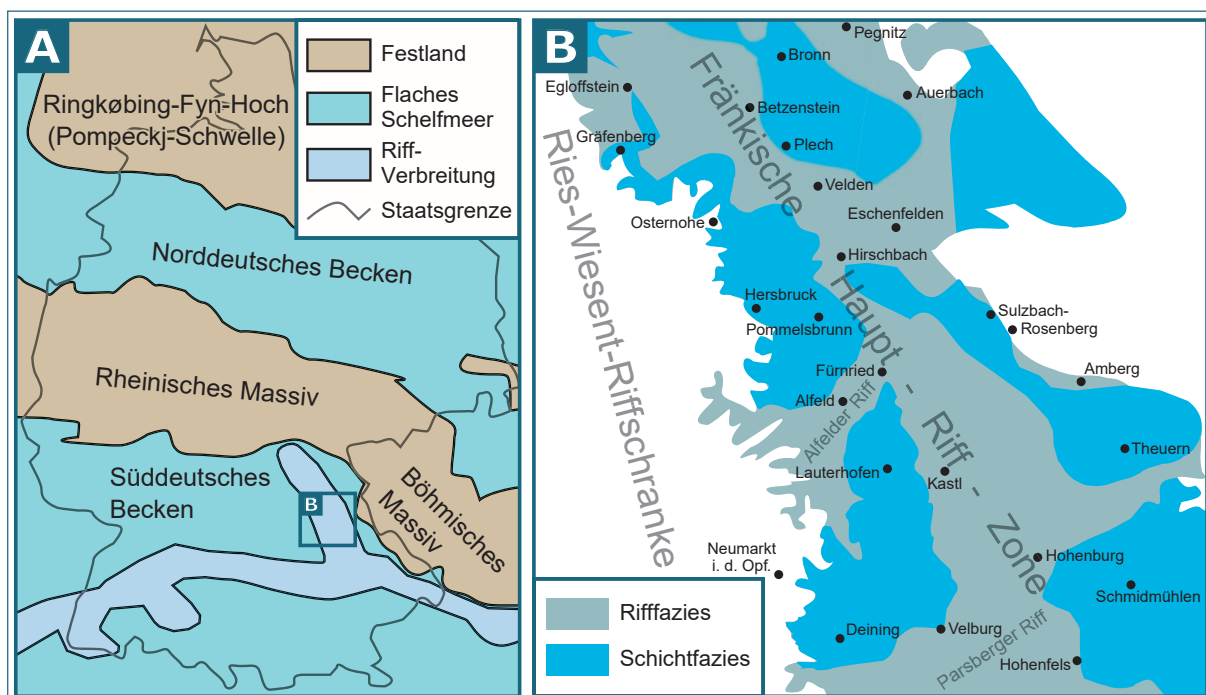 A
Ringkøbing-Fyn-Hoch
(Pompeckj-Schwelle)
Festland
Flaches
Schelfmeer
Riff-
Verbreitung
Staatsgrenze
Norddeutsches Becken
Rheinisches Massiv
Süddeutsches
Becken
B
Böhmisches
Massiv
B
Pegnitz
Bronn
Egloffstein
Betzenstein
Auerbach
Gräfenberg
Plech
Velden
Osternohe
Eschenfelden
Hirschbach
Hersbruck
Pommelsbrunn
Sulzbach-
Rosenberg
Fürnried
Amberg
Alfeld
Alfelder Riff
Theuern
Lauterhofen
Kastl
Neumarkt
i. d. Opf.
Hohenburg
Schmidmühlen
Deining
Velburg
Parsberger Riff
Hohenfels
Ries-Wiesent-Riffschranke
Fränkische Haupt - Riff - Zone
Rifffazies
Schichtfazies